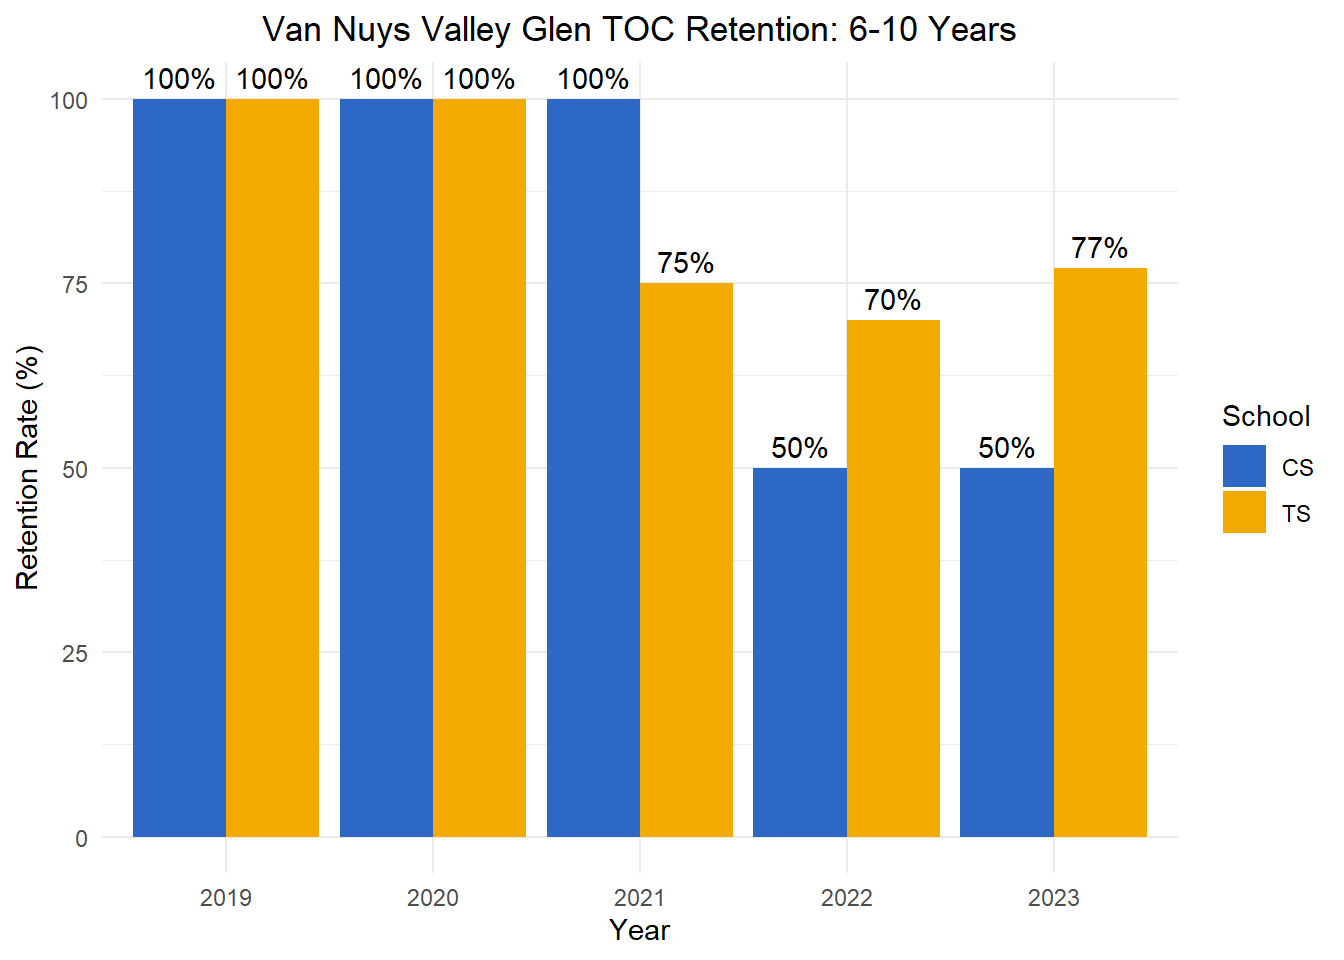 Van Nuys Valley Glen TOC Retention: 6-10 Years
100% 100% 100% 100% 100%
100
77%
75%
75
70%
50% 50%
50
25
0
Retention Rate (%)
School
CS
TS
2019 2020 2021 2022 2023
Year